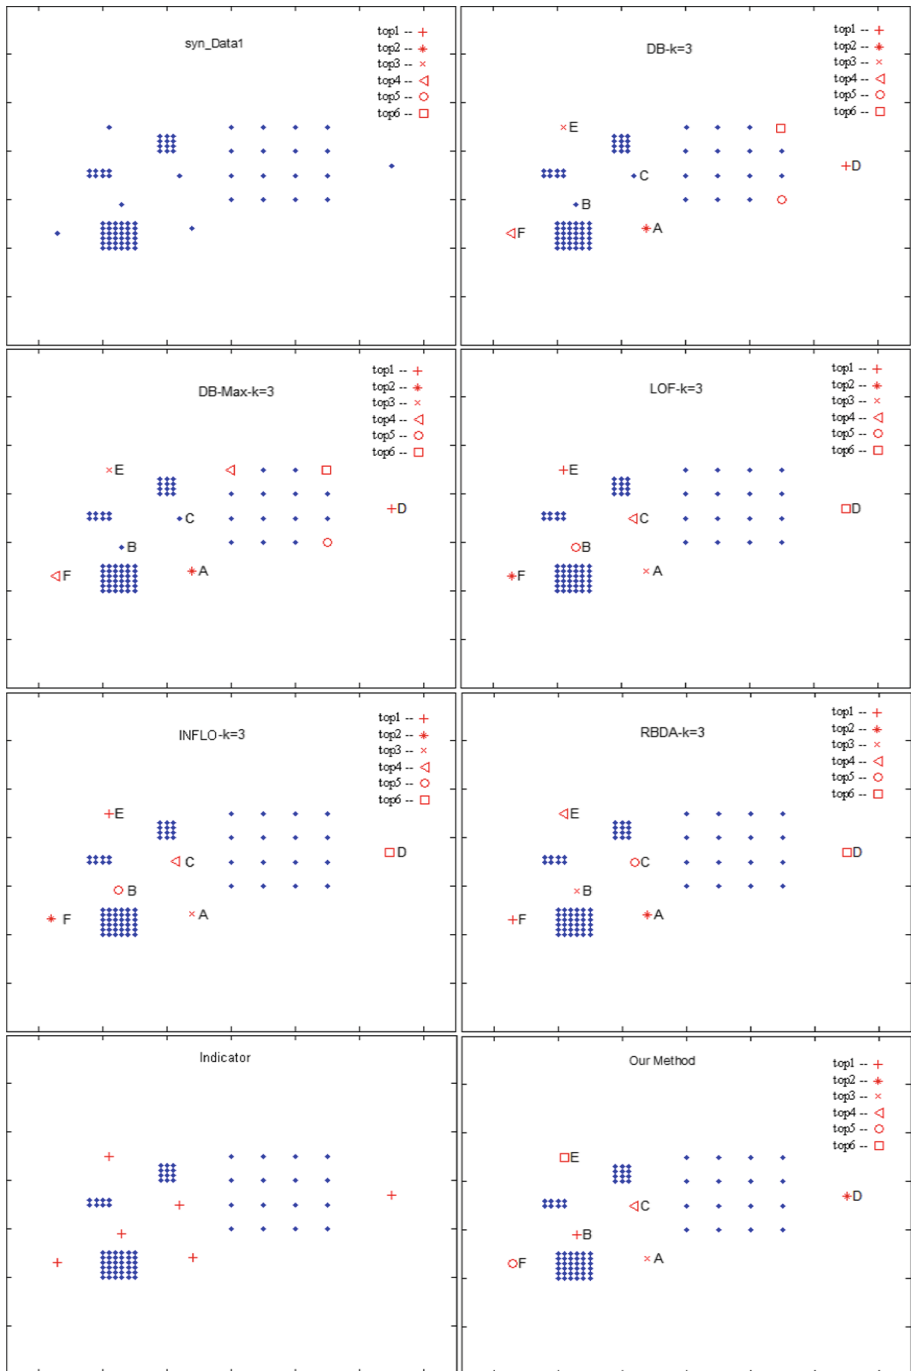 syn_Data1
top1 --
top2 --
top3 --
top4 --
top5 --
top6 --
DB-k=3
top1 --
top2 --
top3 --
top4 --
top5 --
top6 --
E
D
C
B
F
A
DB-Max-k=3
top1 --
top2 --
top3 --
top4 --
top5 --
top6 --
E
D
C
B
F
A
LOF-k=3
top1 --
top2 --
top3 --
top4 --
top5 --
top6 --
E
D
C
B
F
A
INFLO-k=3
top1 --
top2 --
top3 --
top4 --
top5 --
top6 --
E
D
C
B
F
A
RBDA-k=3
top1 --
top2 --
top3 --
top4 --
top5 --
top6 --
E
D
C
B
F
A
Indicator
Our Method
top1 --
top2 --
top3 --
top4 --
top5 --
top6 --
E
D
C
B
F
A